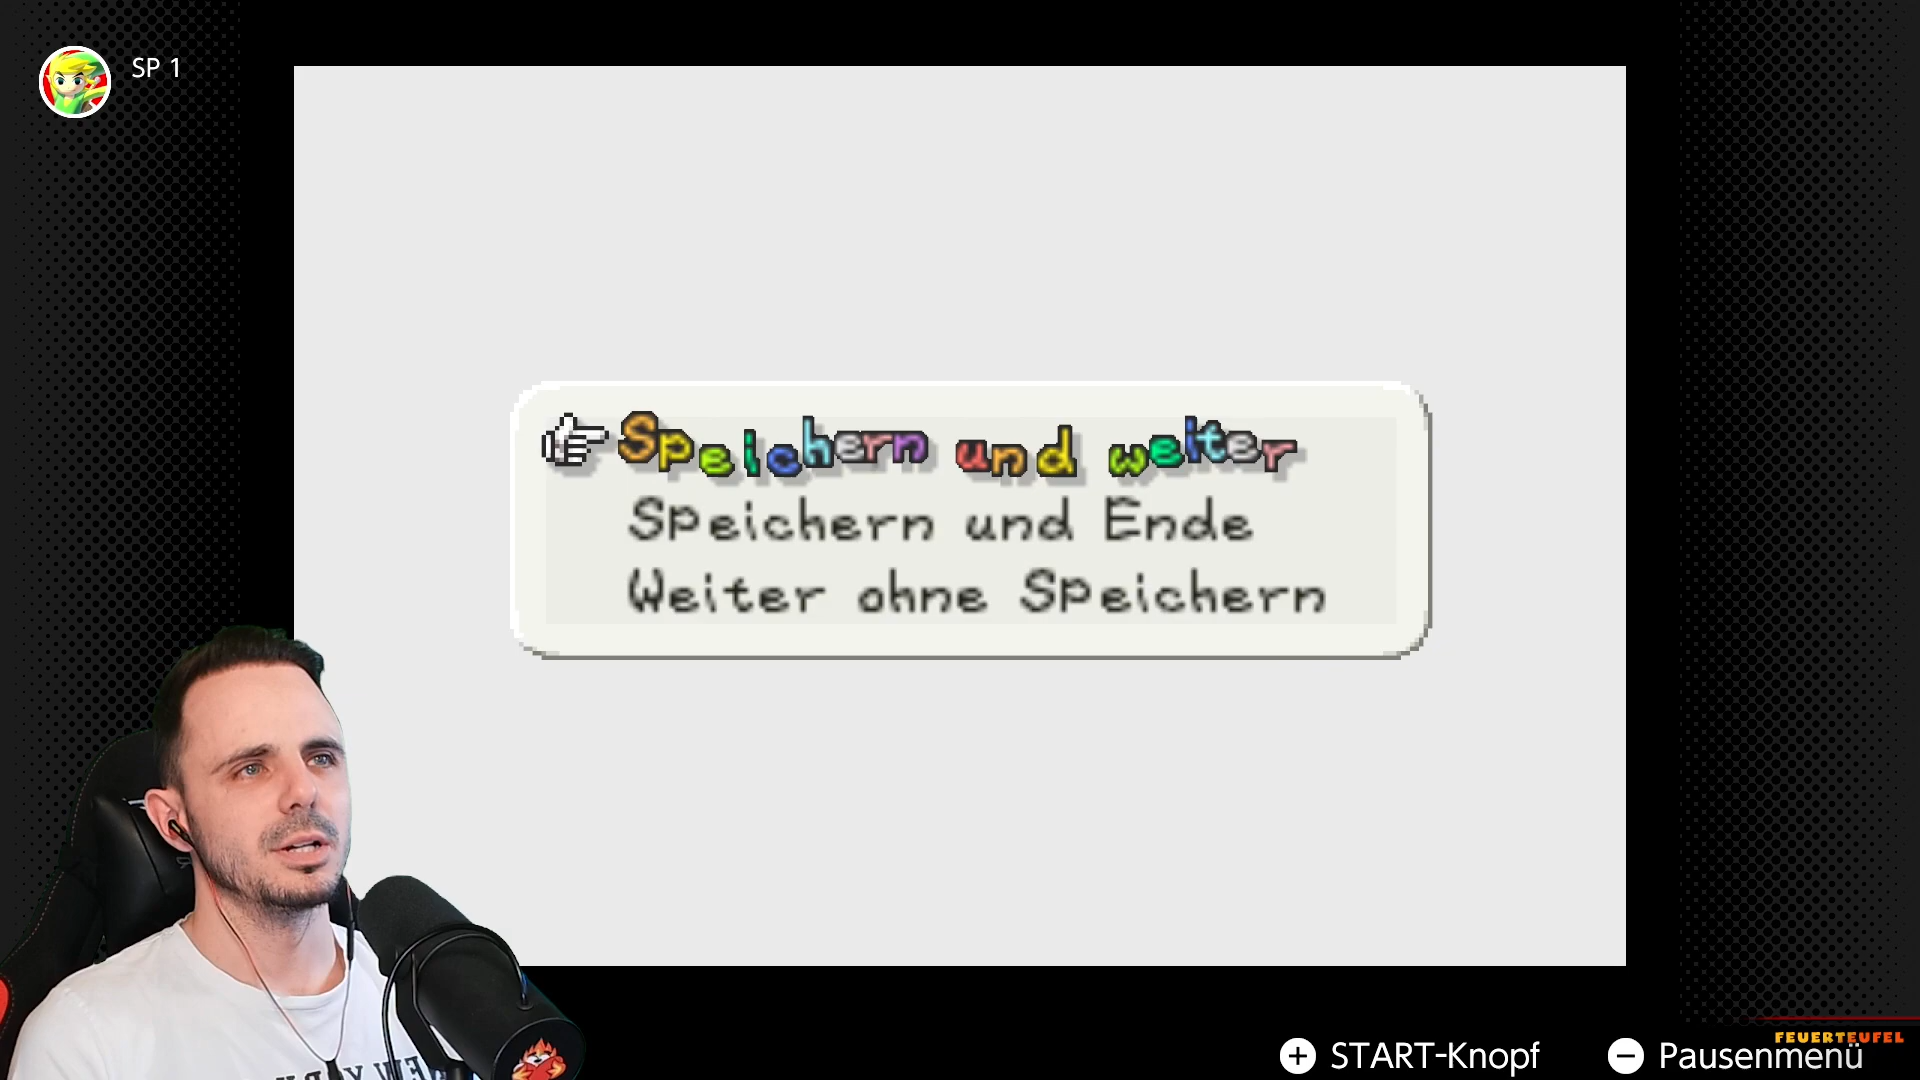 SP 1
Speichern und weiter
Speichern und Ende
Weiter ohne Speichern
START-Knopf
Pausenmenü
FEUERTEUFEL